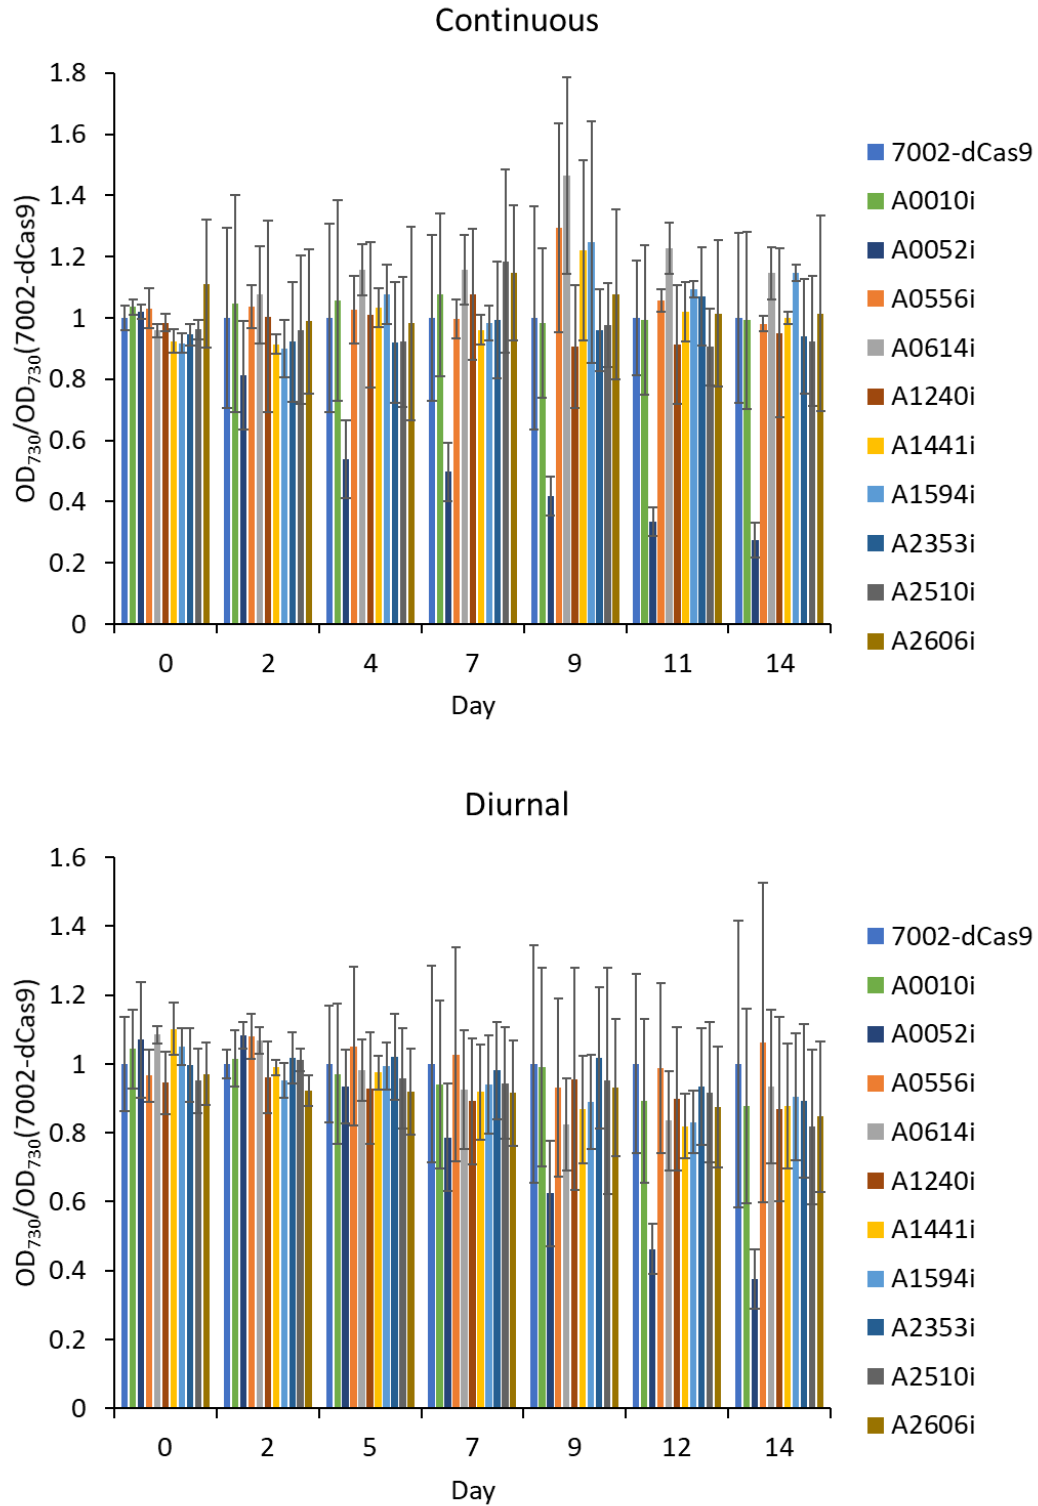 Continuous
OD730/OD730(7002-dCas9)
1.8
1.6
1.4
1.2
1
0.8
0.6
0.4
0.2
0
0 2 4 7 9 11 14
Day
7002-dCas9
A0010i
A0052i
A0556i
A0614i
A1240i
A1441i
A1594i
A2353i
A2510i
A2606i
Diurnal
OD730/OD730(7002-dCas9)
1.6
1.4
1.2
1
0.8
0.6
0.4
0.2
0
0 2 5 7 9 12 14
Day
7002-dCas9
A0010i
A0052i
A0556i
A0614i
A1240i
A1441i
A1594i
A2353i
A2510i
A2606i